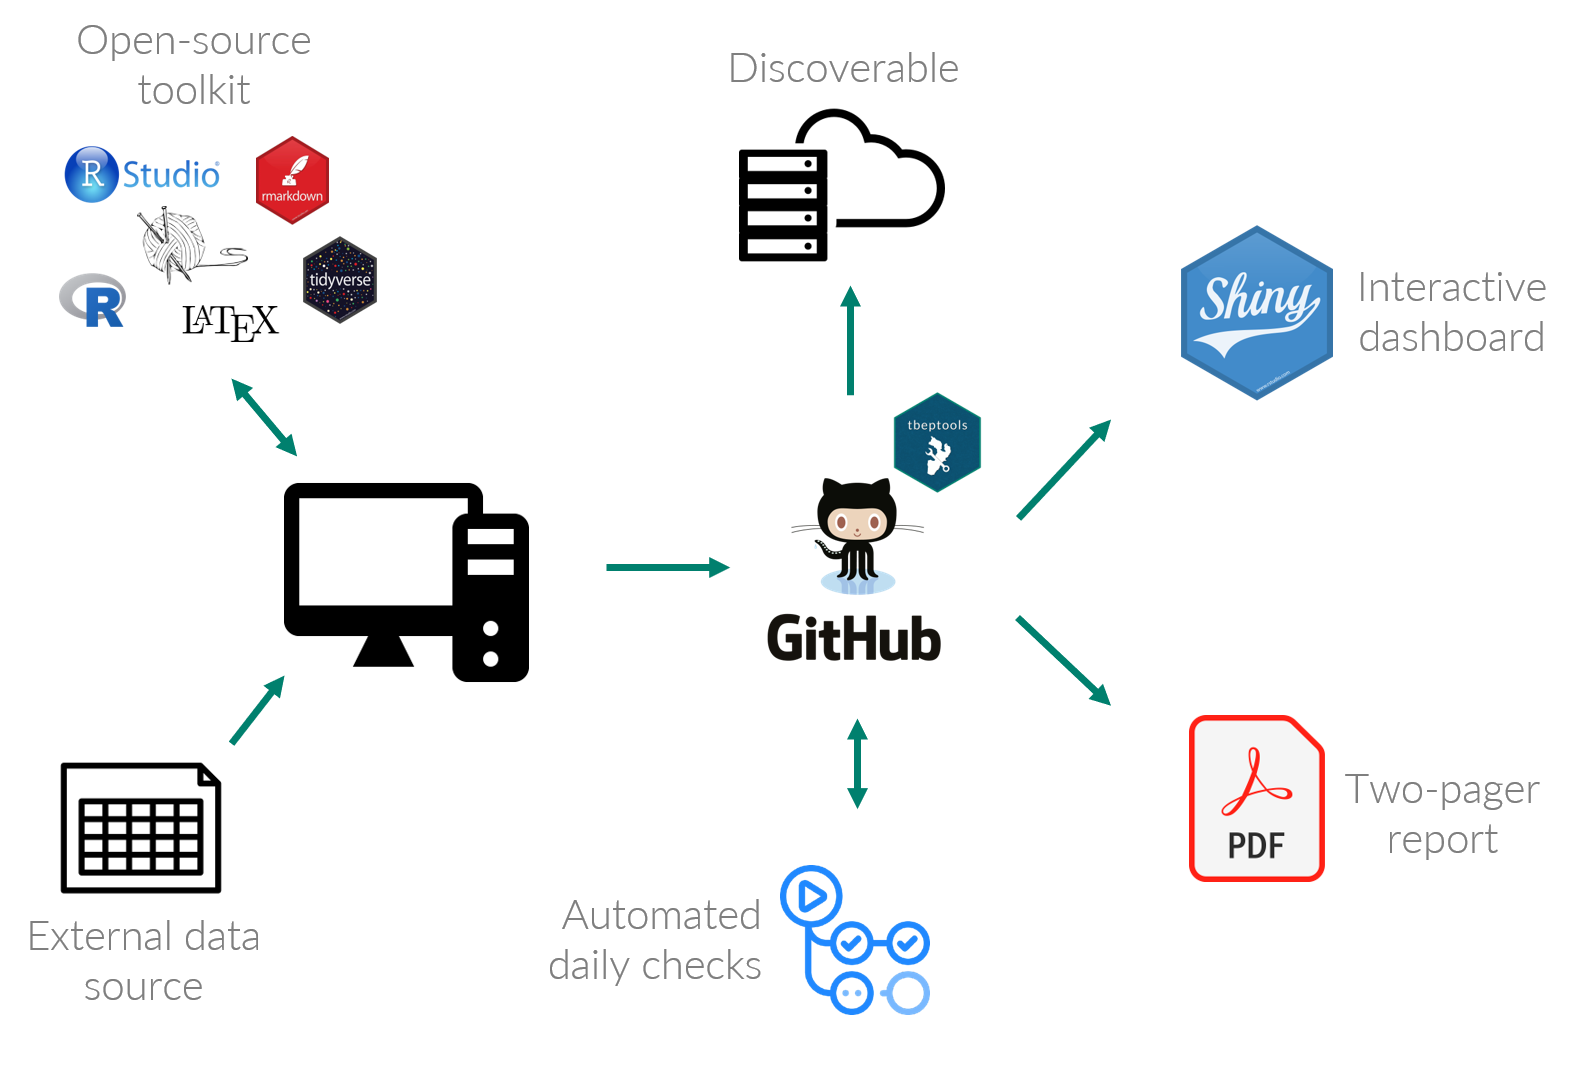 Open-source
toolkit
R Studio
rmarkdown
tidyverse
R
LATEX
External data
source
Discoverable
tbeptools
GitHub
Automated
daily checks
Shiny
Interactive
dashboard
PDF
Two-pager
report